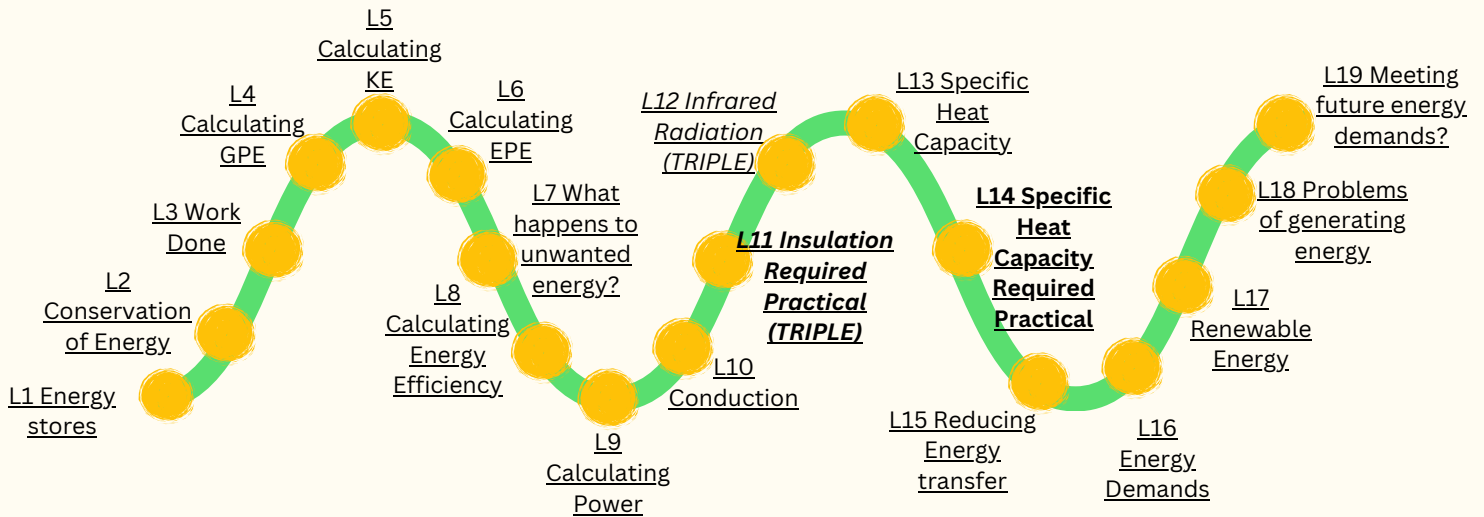 L1 Energy
stores
L2
Conservation
of Energy
L3 Work
Done
L4
Calculating
GPE
L5
Calculating
KE
L6
Calculating
EPE
L7 What
happens to
unwanted
energy?
L8
Calculating
Energy
Efficiency
L9
Calculating
Power
L10
Conduction
L11 Insulation
Required
Practical
(TRIPLE)
L12 Infrared
Radiation
(TRIPLE)
L13 Specific
Heat
Capacity
L14 Specific
Heat
Capacity
Required
Practical
L15 Reducing
Energy
transfer
L16
Energy
Demands
L17
Renewable
Energy
L18 Problems
of generating
energy
L19 Meeting
future energy
demands?